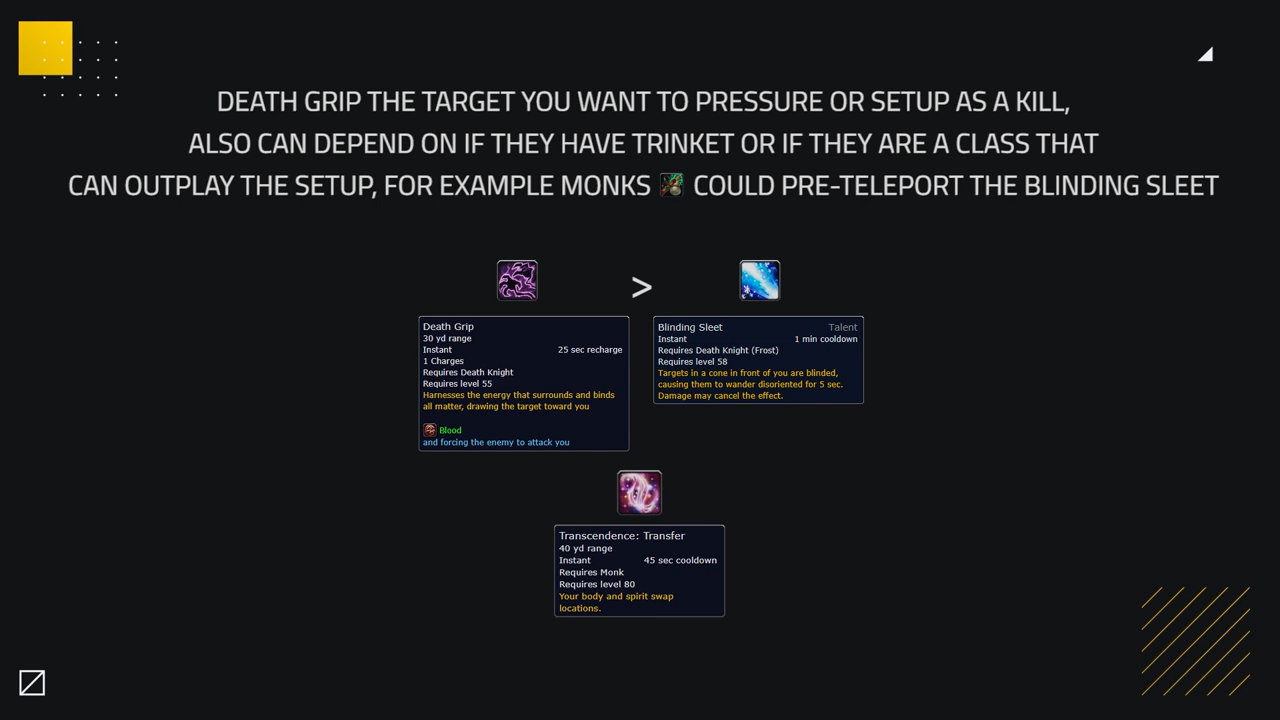 DEATH GRIP THE TARGET YOU WANT TO PRESSURE OR SETUP AS A KILL,
ALSO CAN DEPEND ON IF THEY HAVE TRINKET OR IF THEY ARE A CLASS THAT
CAN OUTPLAY THE SETUP, FOR EXAMPLE MONKS COULD PRE-TELEPORT THE BLINDING SLEET
>
Death Grip
30 yd range
Instant 25 sec recharge
1 Charges
Requires Death Knight
Requires level 55
Harnesses the energy that surrounds and binds
all matter, drawing the target toward you
Blood
and forcing the enemy to attack you
Blinding Sleet Talent
Instant 1 min cooldown
Requires Death Knight (Frost)
Requires level 58
Targets in a cone in front of you are blinded,
causing them to wander disoriented for 5 sec.
Damage may cancel the effect.
Transcendence: Transfer
40 yd range
Instant 45 sec cooldown
Requires Monk
Requires level 80
Your body and spirit swap
locations.